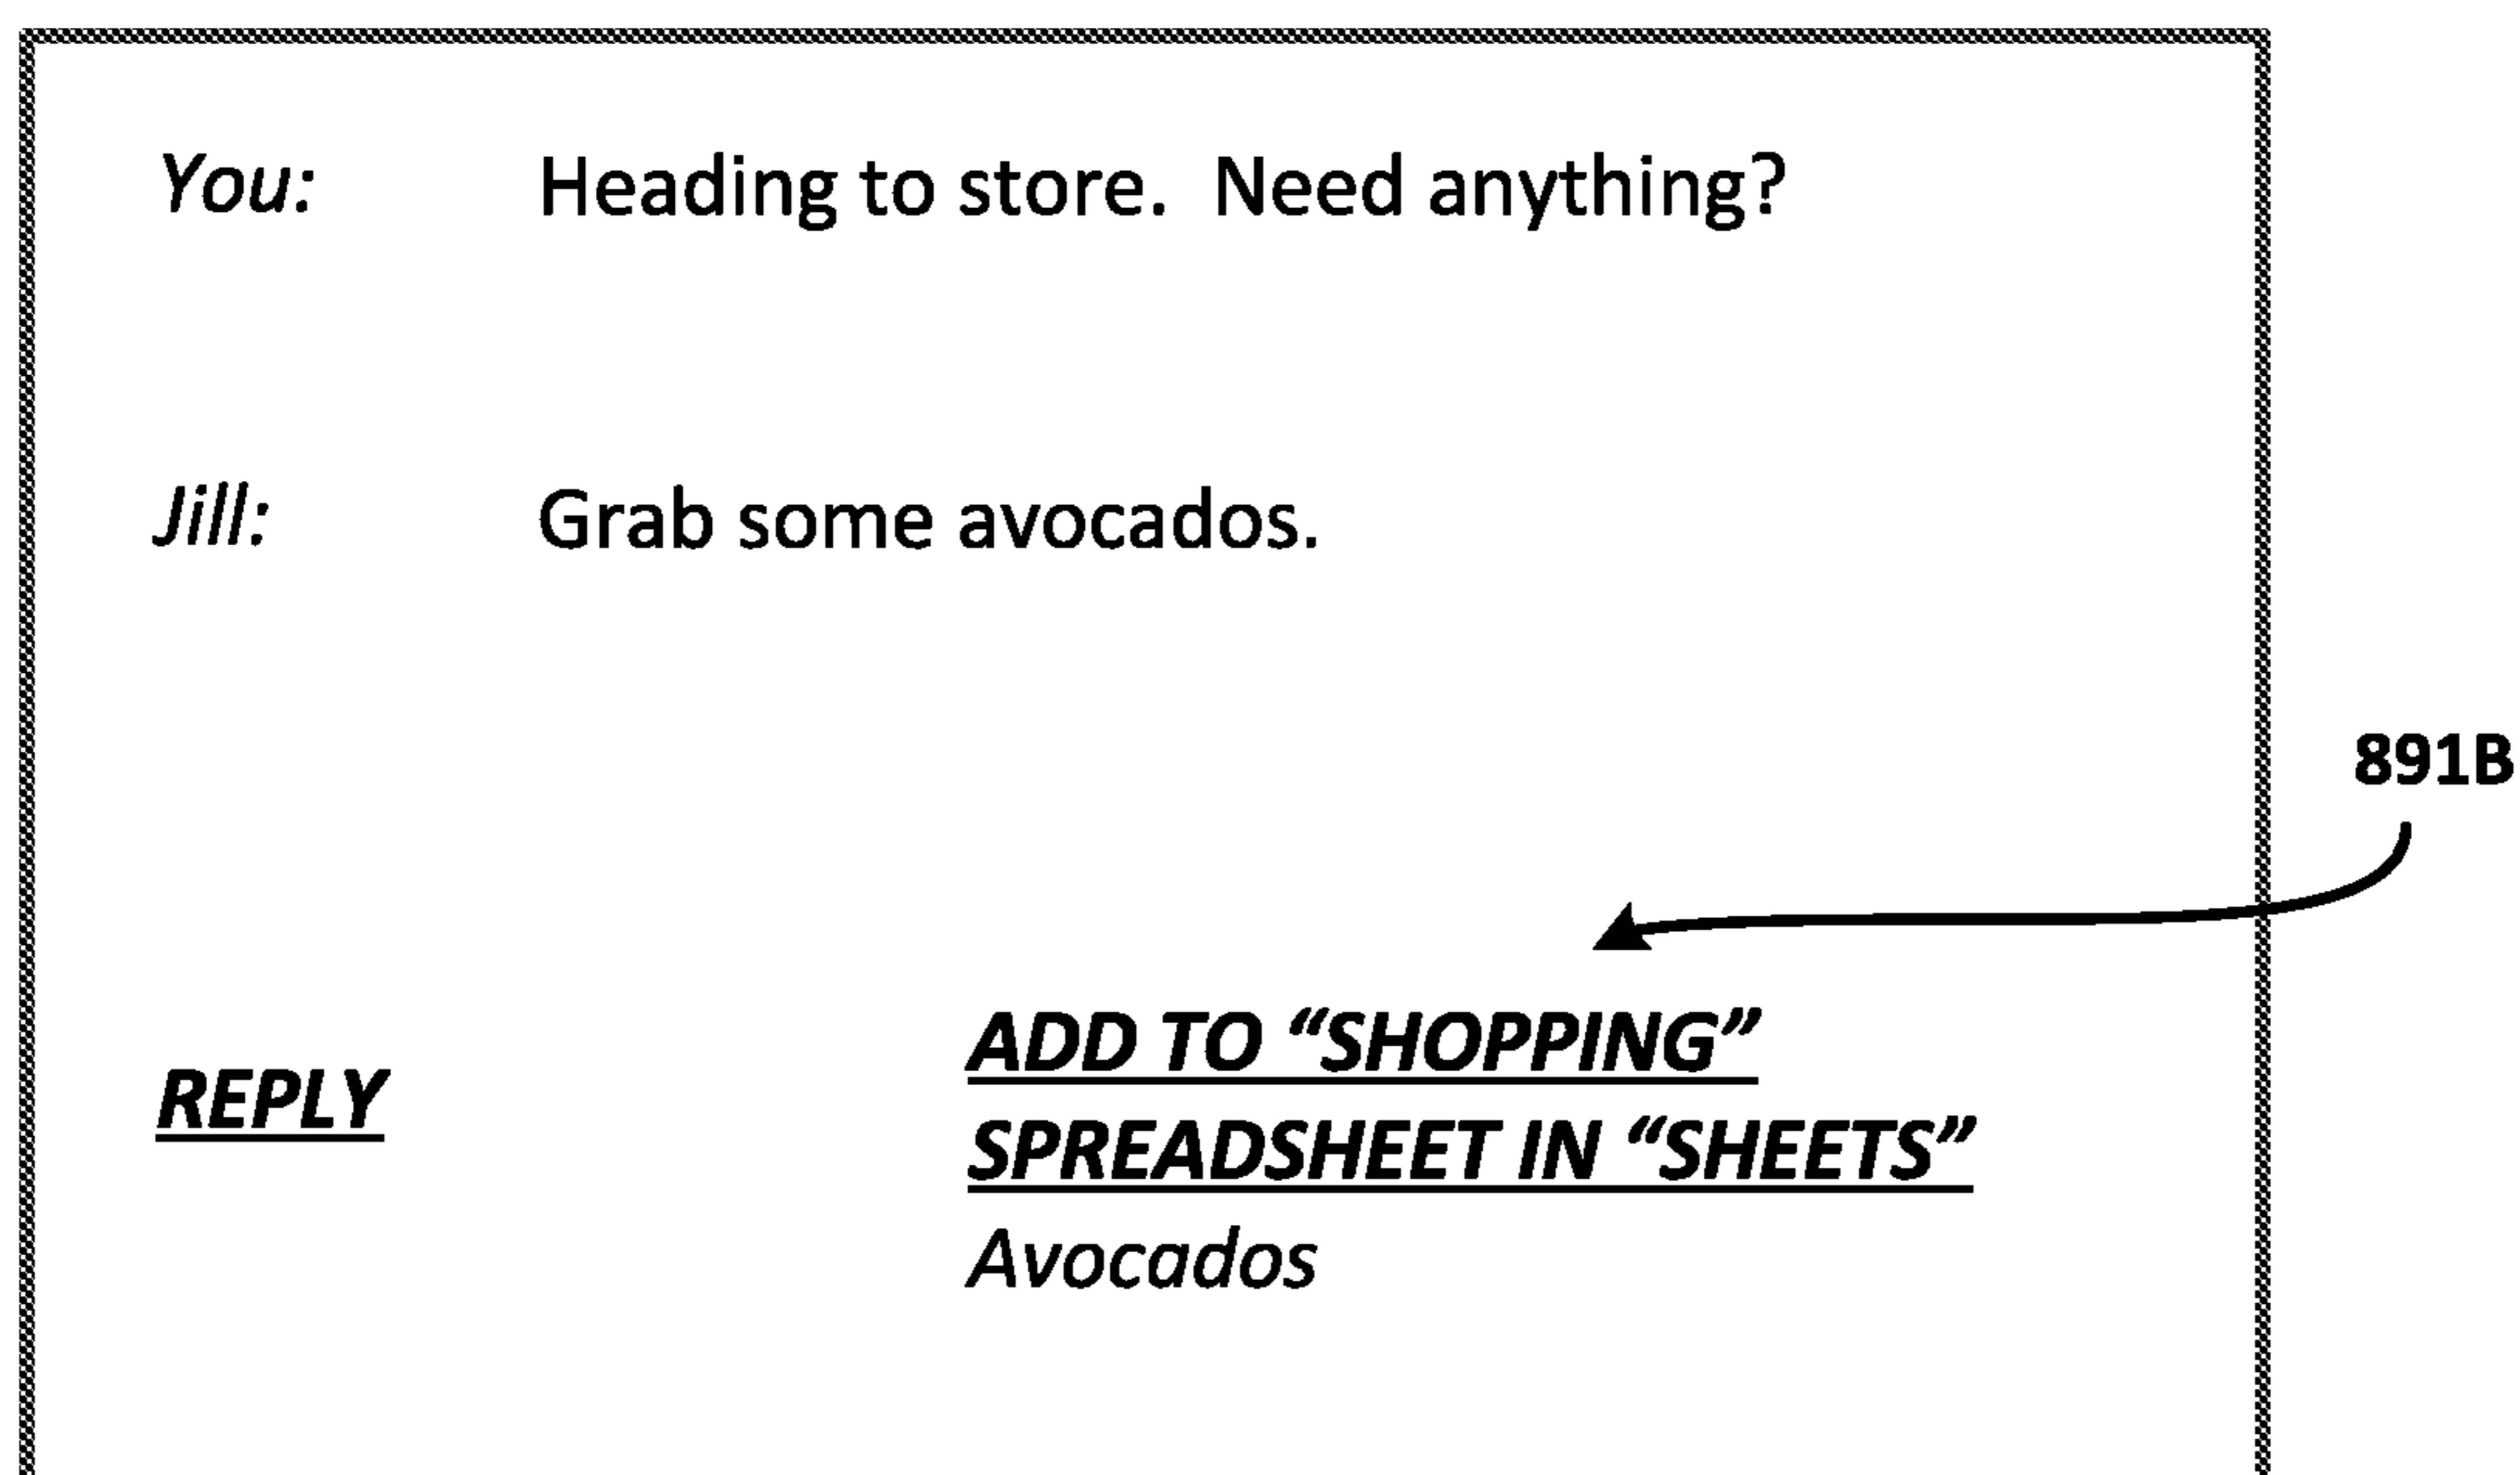 You: Heading to store. Need anything?
Jill: Grab some avocados.
891B
REPLY
ADD TO “SHOPPING”
SPREADSHEET IN “SHEETS”
Avocados